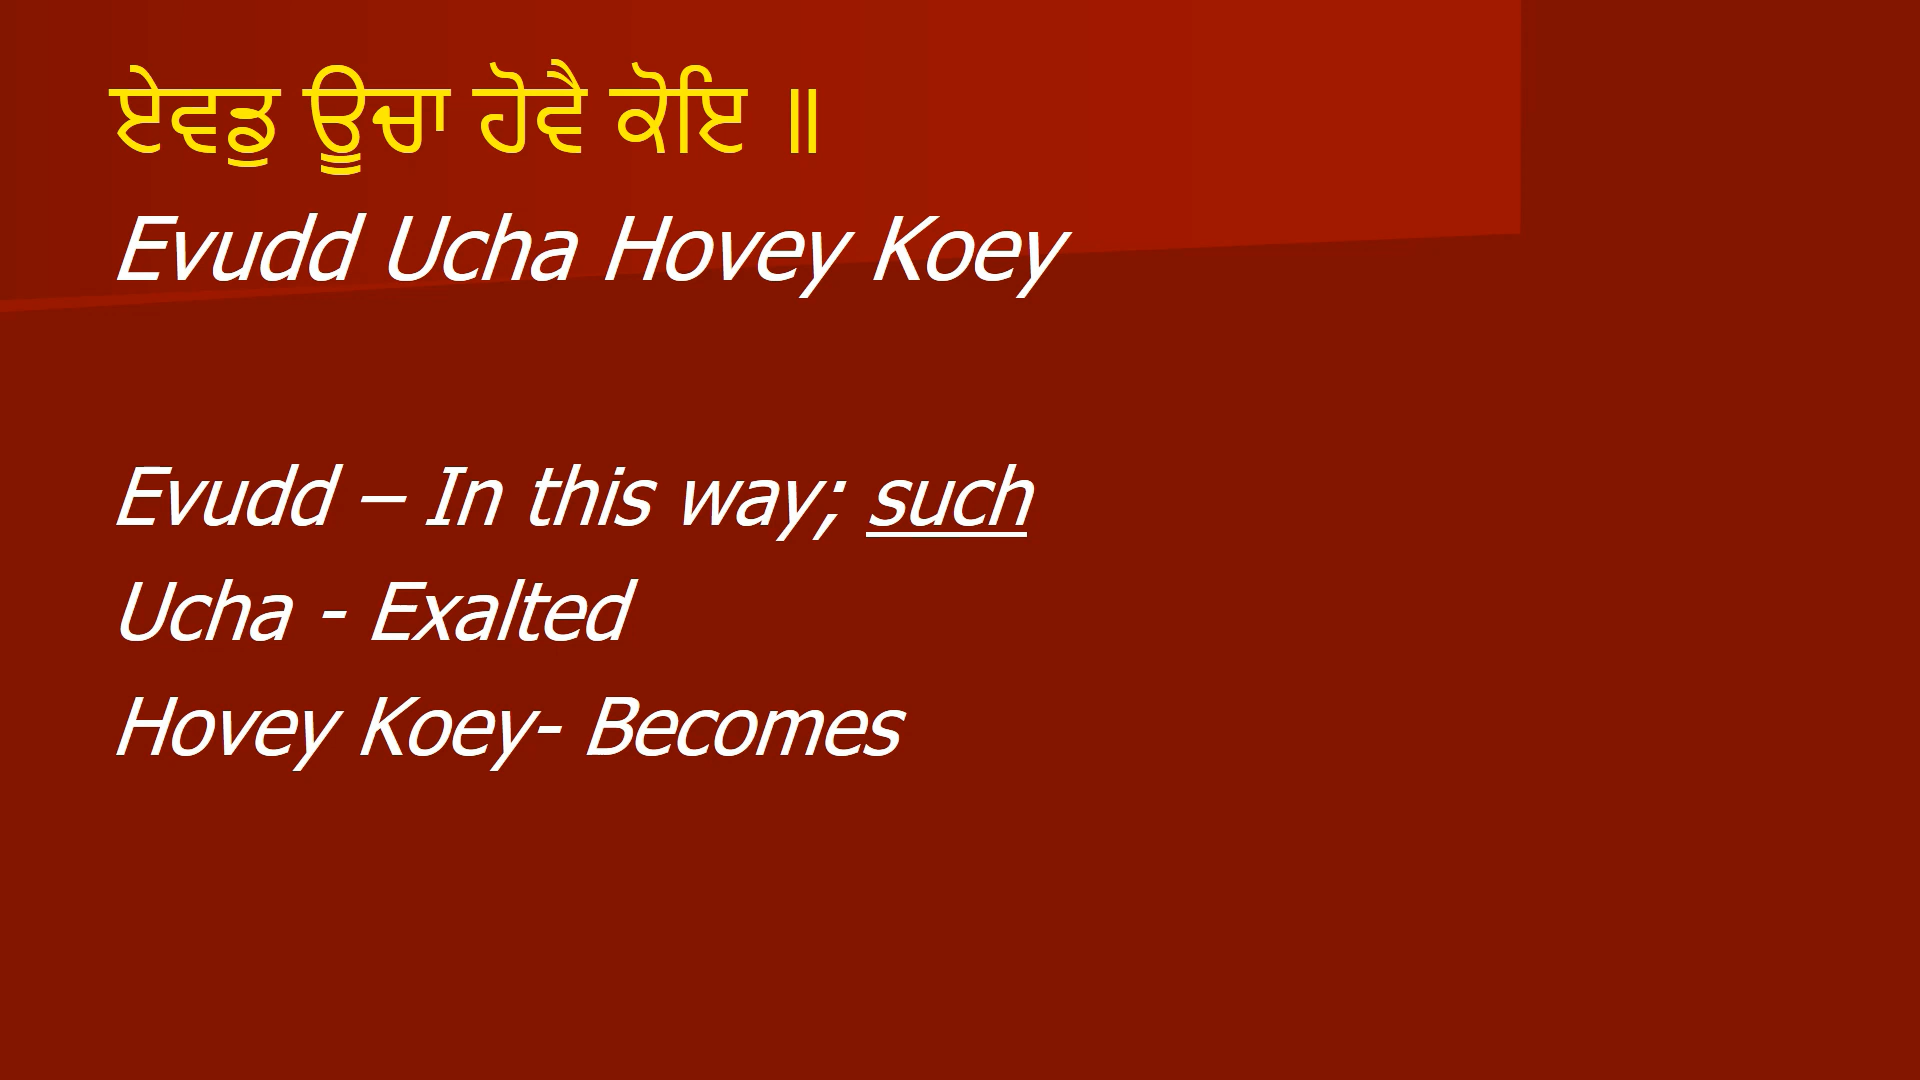 ਏਵਡੁ ਊਚਾ ਹੋਵੈ ਕੋਇ ॥
Evudd Ucha Hovey Koey
Evudd – In this way; such
Ucha - Exalted
Hovey Koey- Becomes